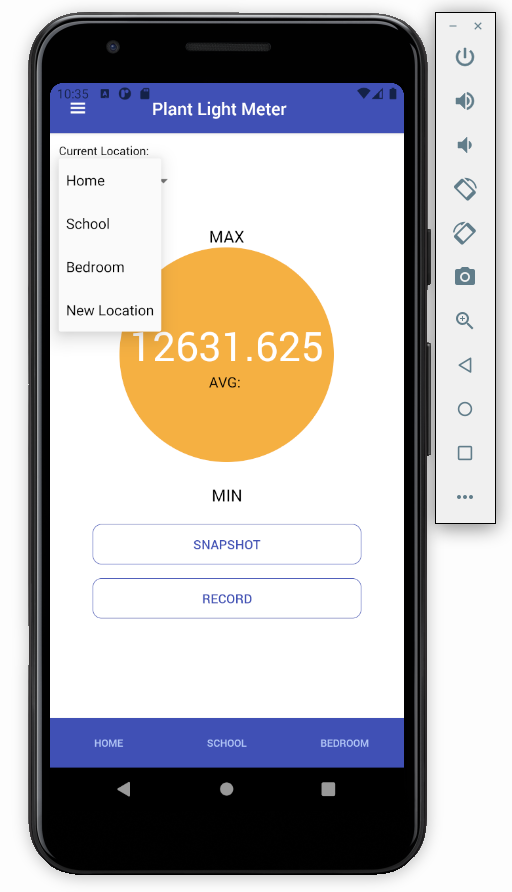 10:35
Plant Light Meter
Current Location:
Home
School
Bedroom
New Location
MAX
12631.625
AVG:
MIN
SNAPSHOT
RECORD
HOME SCHOOL BEDROOM